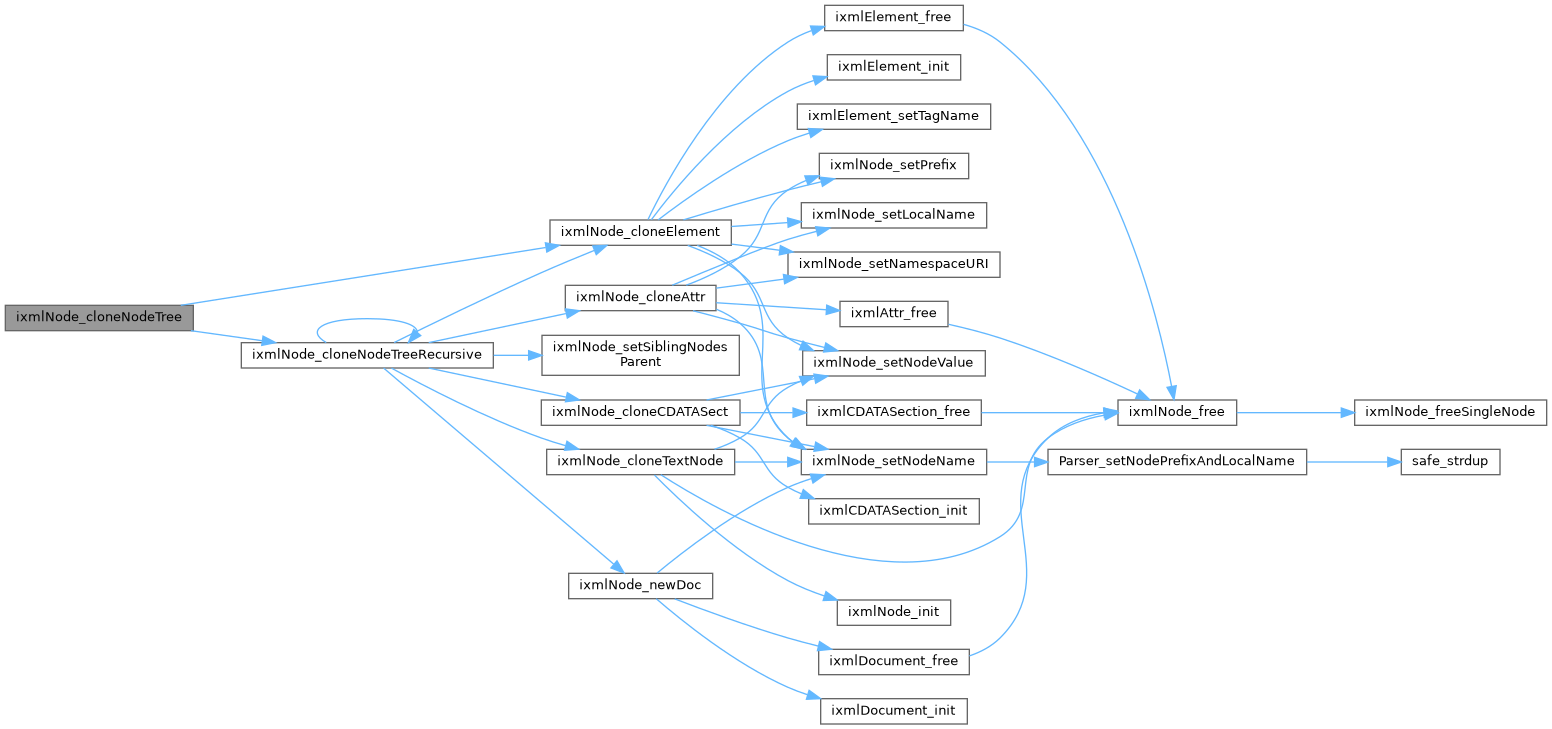 ixmlNode_cloneNodeTree
ixmlNode_cloneNodeTreeRecursive
ixmlNode_cloneElement
ixmlNode_cloneAttr
ixmlNode_setSiblingNodes
Parent
ixmlNode_cloneCDATASect
ixmlNode_cloneTextNode
ixmlNode_newDoc
ixmlElement_free
ixmlElement_init
ixmlElement_setTagName
ixmlNode_setPrefix
ixmlNode_setLocalName
ixmlNode_setNamespaceURI
ixmlAttr_free
ixmlNode_setNodeValue
ixmlCDATASection_free
ixmlNode_setNodeName
ixmlCDATASection_init
ixmlNode_init
ixmlDocument_free
ixmlDocument_init
ixmlNode_free
Parser_setNodePrefixAndLocalName
ixmlNode_freeSingleNode
safe_strdup